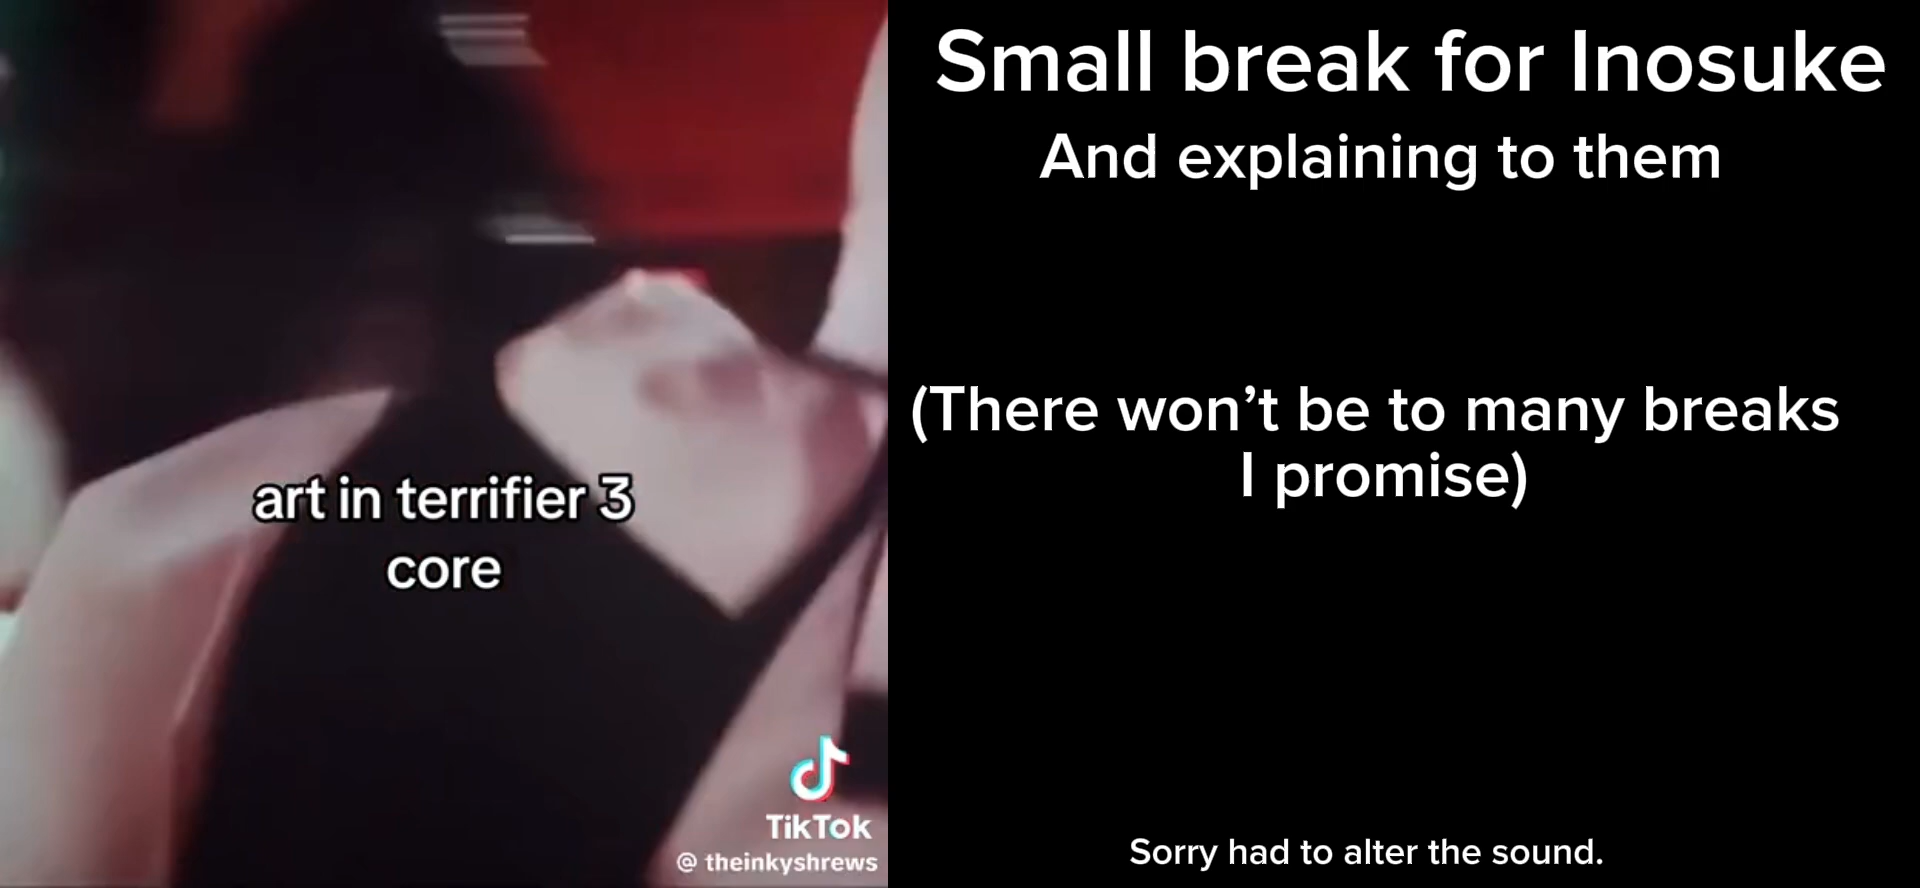 art in terrifier 3
core
TikTok
@ theinkyshrews
Small break for Inosuke
And explaining to them
(There won’t be to many breaks
I promise)
Sorry had to alter the sound.